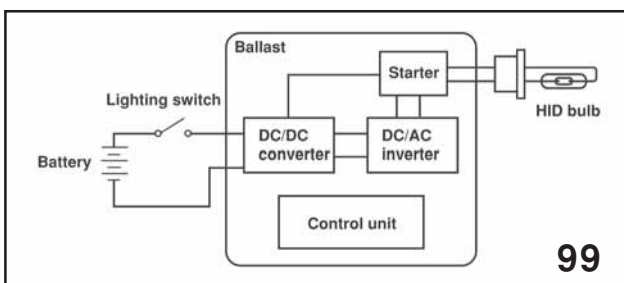 Ballast
Starter
Lighting switch
HID bulb
DC/DC
converter
DC/AC
inverter
Battery
Control unit
99